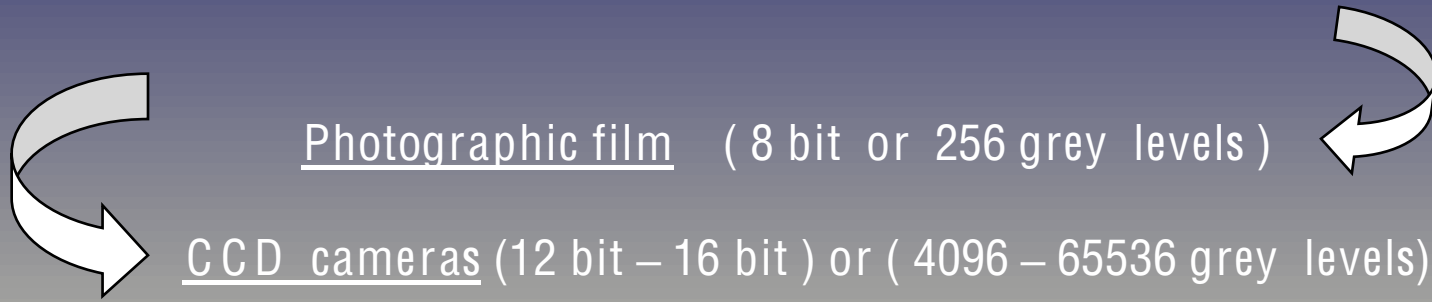 Photographic film ( 8 bit or 256 grey levels )
CCD cameras (12 bit – 16 bit ) or ( 4096 – 65536 grey levels)